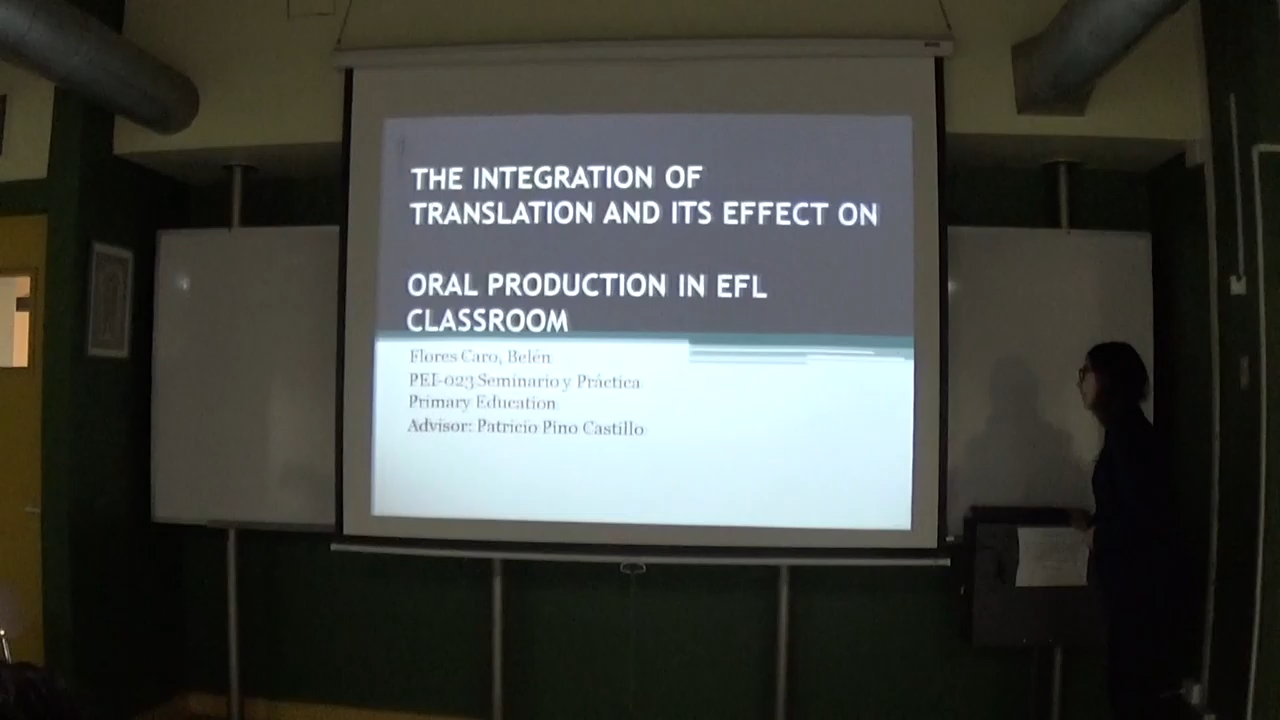 THE INTEGRATION OF
TRANSLATION AND ITS EFFECT ON
ORAL PRODUCTION IN EFL
CLASSROOM
Flores Caro, Belén
PEI-023 Seminario y Práctica
Primary Education
Advisor: Patricio Pino Castillo